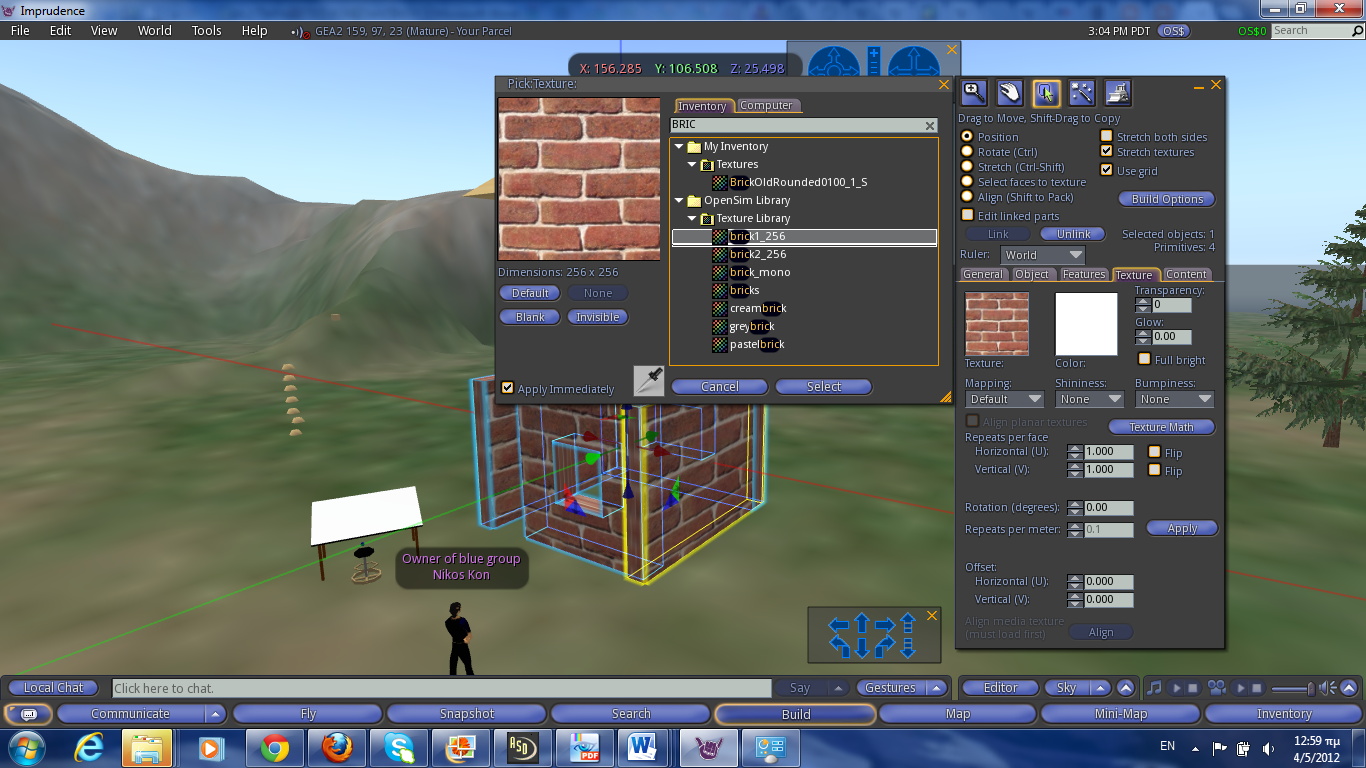 Imprudence
File Edit View World Tools Help GEA2 159, 97, 23 (Mature) - Your Parcel 3:04 PM PDT OS$ OS$0 Search
X: 156.285 Y: 106.508 Z: 25.498
Pick:Texture:
Inventory Computer
BRIC
My Inventory
Textures
BrickOldRounded0100_1_S
OpenSim Library
Texture Library
brick1_256
brick2_256
brick_mono
bricks
creambrick
greybrick
pastelbrick
Dimensions: 256 x 256
Default None
Blank Invisible
Apply Immediately
Cancel Select
Drag to Move, Shift-Drag to Copy
Position
Rotate (Ctrl)
Stretch (Ctrl-Shift)
Select faces to texture
Align (Shift to Pack)
Edit linked parts
Stretch both sides
Stretch textures
Use grid
Build Options
Link Unlink
Selected objects: 1
Primitives: 4
Ruler: World
General Object Features Texture Content
Texture:
Color:
Transparency:
0
Glow:
0.00
Full bright
Mapping: Shininess: Bumpiness:
Default None None
Align planar textures Texture Math
Repeats per face
Horizontal (U): 1.000 Flip
Vertical (V): 1.000 Flip
Rotation (degrees): 0.00
Repeats per meter: 0.1 Apply
Offset:
Horizontal (U): 0.000
Vertical (V): 0.000
Align media texture
(must load first) Align
Owner of blue group
Nikos Kon
Local Chat Click here to chat. Say Gestures Editor Sky
Communicate Fly Snapshot Search Build Map Mini-Map Inventory
ASD
PDF
EN
12:59 πμ
4/5/2012